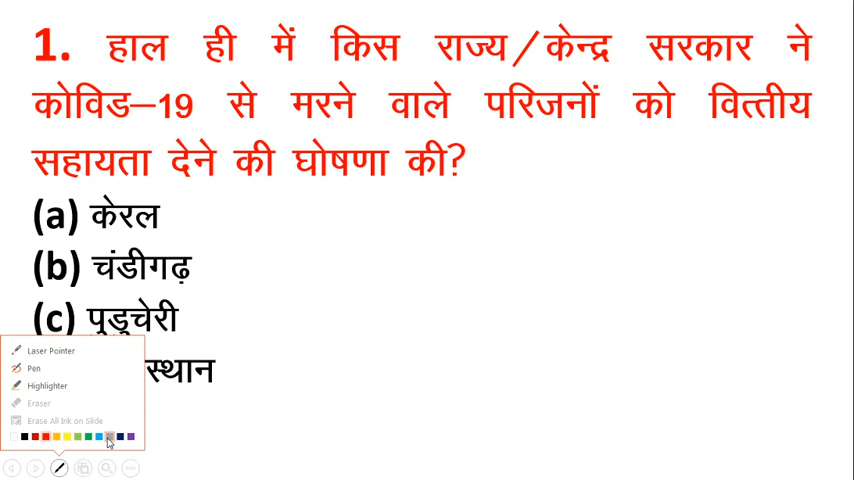 1. हाल ही में किस राज्य/केन्द्र सरकार ने
कोविड–19 से मरने वाले परिजनों को वित्तीय
सहायता देने की घोषणा की?
(a) केरल
(b) चंडीगढ़
(c) पुडुचेरी
स्थान
Laser Pointer
Pen
Highlighter
Eraser
Erase All Ink on Slide